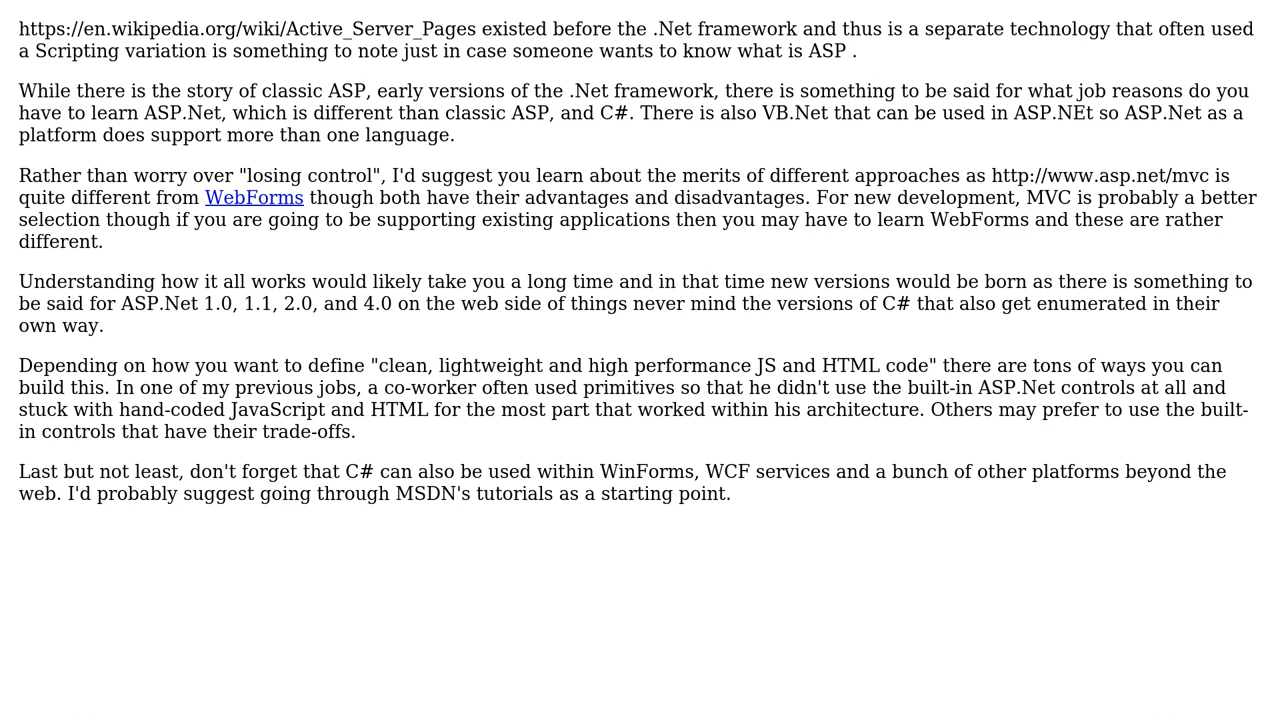 https://en.wikipedia.org/wiki/Active_Server_Pages existed before the .Net framework and thus is a separate technology that often used
a Scripting variation is something to note just in case someone wants to know what is ASP .
While there is the story of classic ASP, early versions of the .Net framework, there is something to be said for what job reasons do you
have to learn ASP.Net, which is different than classic ASP, and C#. There is also VB.Net that can be used in ASP.NEt so ASP.Net as a
platform does support more than one language.
Rather than worry over "losing control", I'd suggest you learn about the merits of different approaches as http://www.asp.net/mvc is
quite different from WebForms though both have their advantages and disadvantages. For new development, MVC is probably a better
selection though if you are going to be supporting existing applications then you may have to learn WebForms and these are rather
different.
Understanding how it all works would likely take you a long time and in that time new versions would be born as there is something to
be said for ASP.Net 1.0, 1.1, 2.0, and 4.0 on the web side of things never mind the versions of C# that also get enumerated in their
own way.
Depending on how you want to define "clean, lightweight and high performance JS and HTML code" there are tons of ways you can
build this. In one of my previous jobs, a co-worker often used primitives so that he didn't use the built-in ASP.Net controls at all and
stuck with hand-coded JavaScript and HTML for the most part that worked within his architecture. Others may prefer to use the built-
in controls that have their trade-offs.
Last but not least, don't forget that C# can also be used within WinForms, WCF services and a bunch of other platforms beyond the
web. I'd probably suggest going through MSDN's tutorials as a starting point.